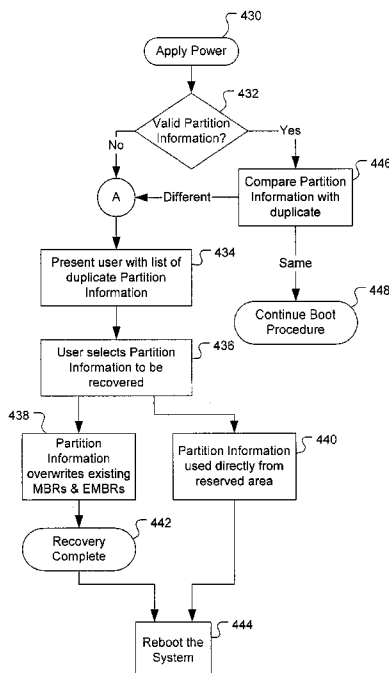 430
Apply Power
432
Valid Partition
Information?
No
Yes
446
A
Different
Compare Partition
Information with
duplicate
434
Present user with list of
duplicate Partition
Information
Same
448
Continue Boot
Procedure
436
User selects Partition
Information to be
recovered
438
Partition
Information
overwrites existing
MBRs & EMBRs
440
Partition Information
used directly from
reserved area
442
Recovery
Complete
444
Reboot the
System